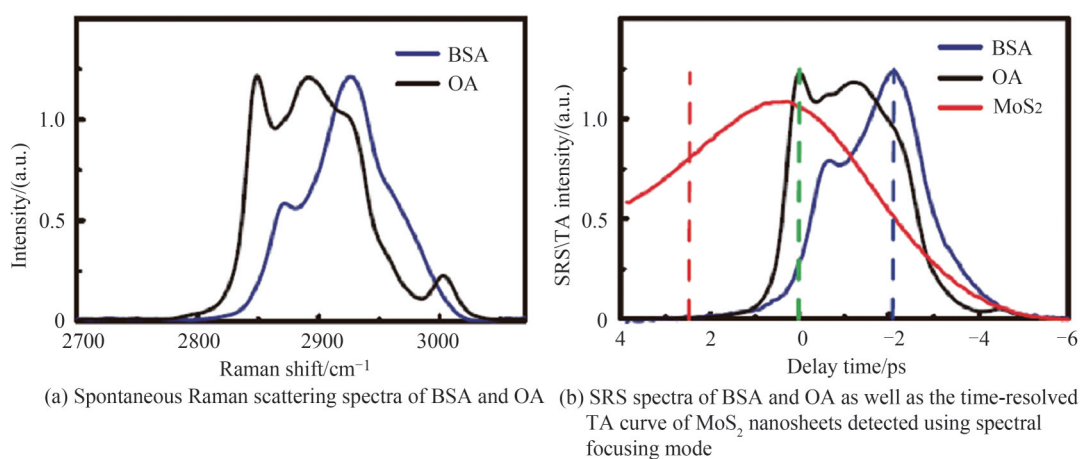 BSA
OA
Intensity/(a.u.)
1.0
0.5
0
2700
2800
2900
3000
Raman shift/cm⁻¹
(a) Spontaneous Raman scattering spectra of BSA and OA
BSA
OA
MoS₂
SRS\TA intensity/(a.u.)
1.0
0.5
0
4
2
0
-2
-4
-6
Delay time/ps
(b) SRS spectra of BSA and OA as well as the time-resolved
TA curve of MoS₂ nanosheets detected using spectral
focusing mode